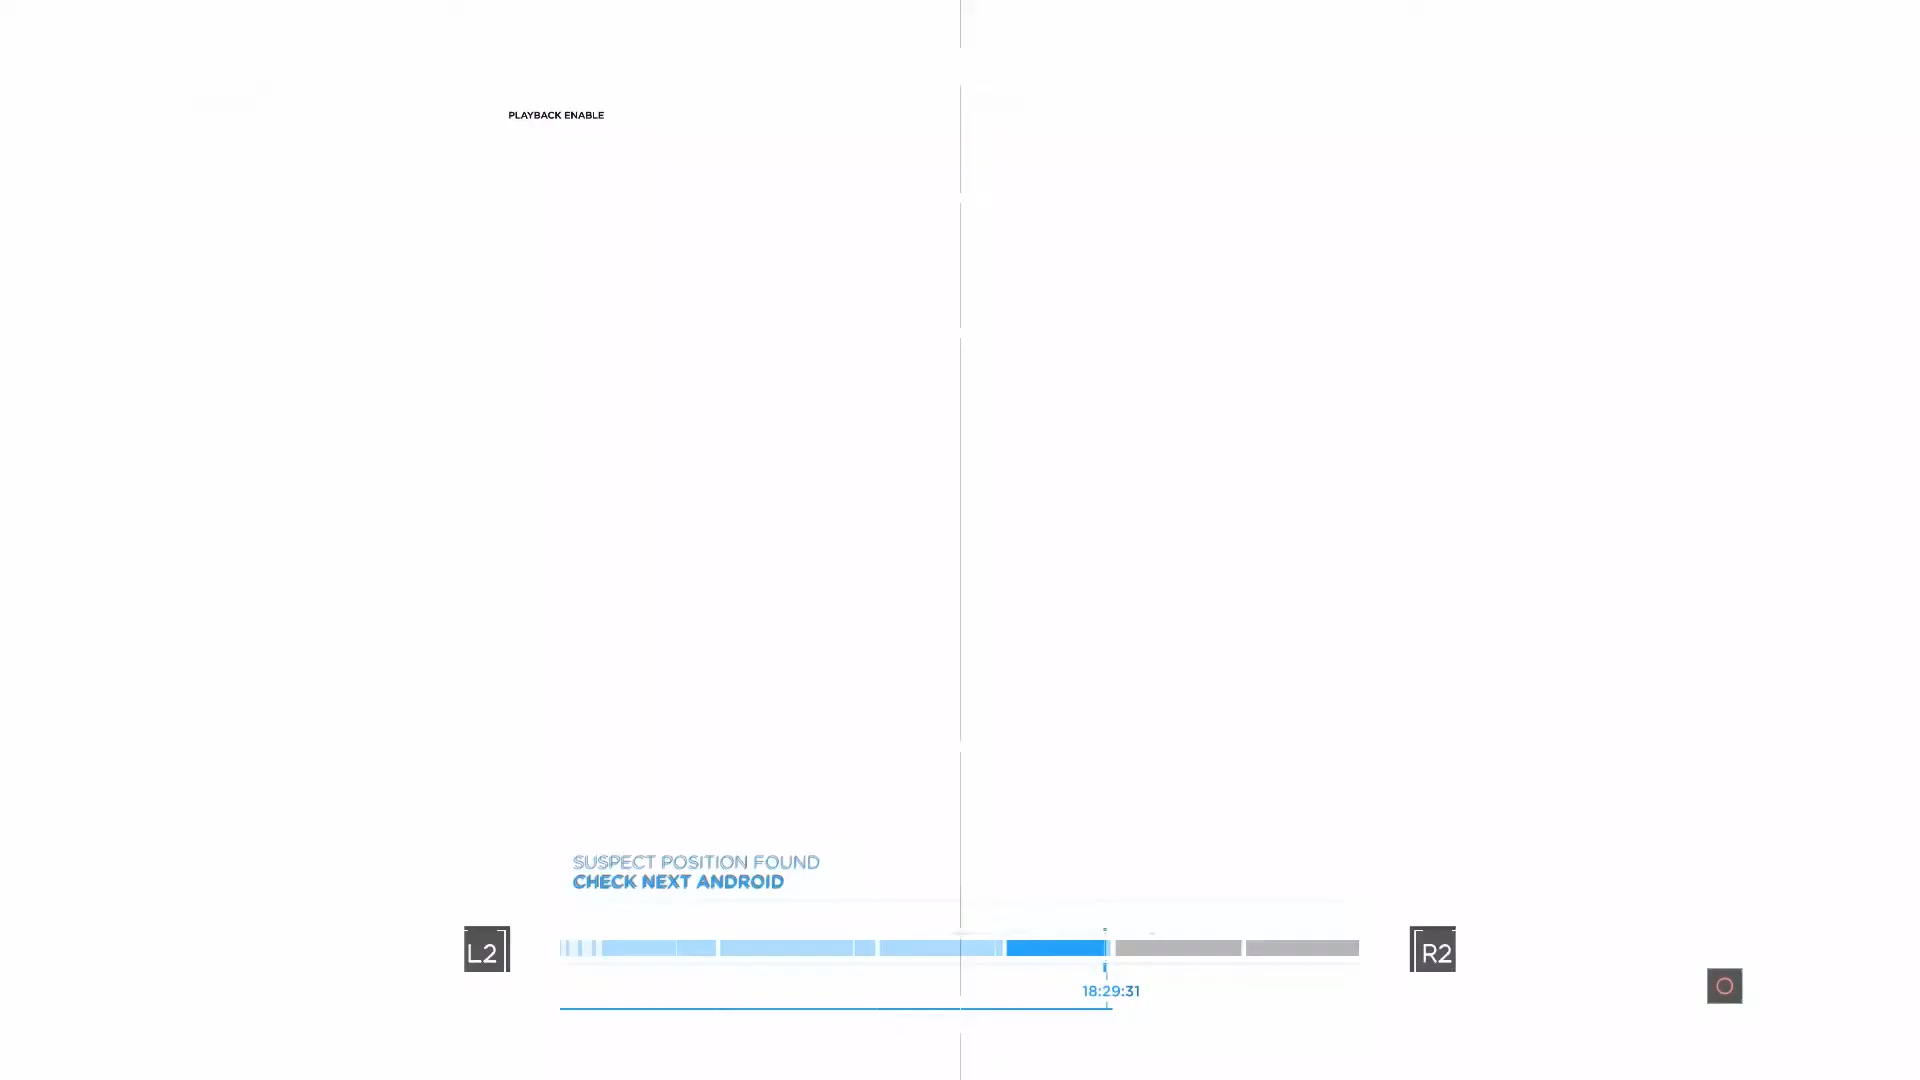 PLAYBACK ENABLE
SUSPECT POSITION FOUND
CHECK NEXT ANDROID
L2
R2
18:29:31